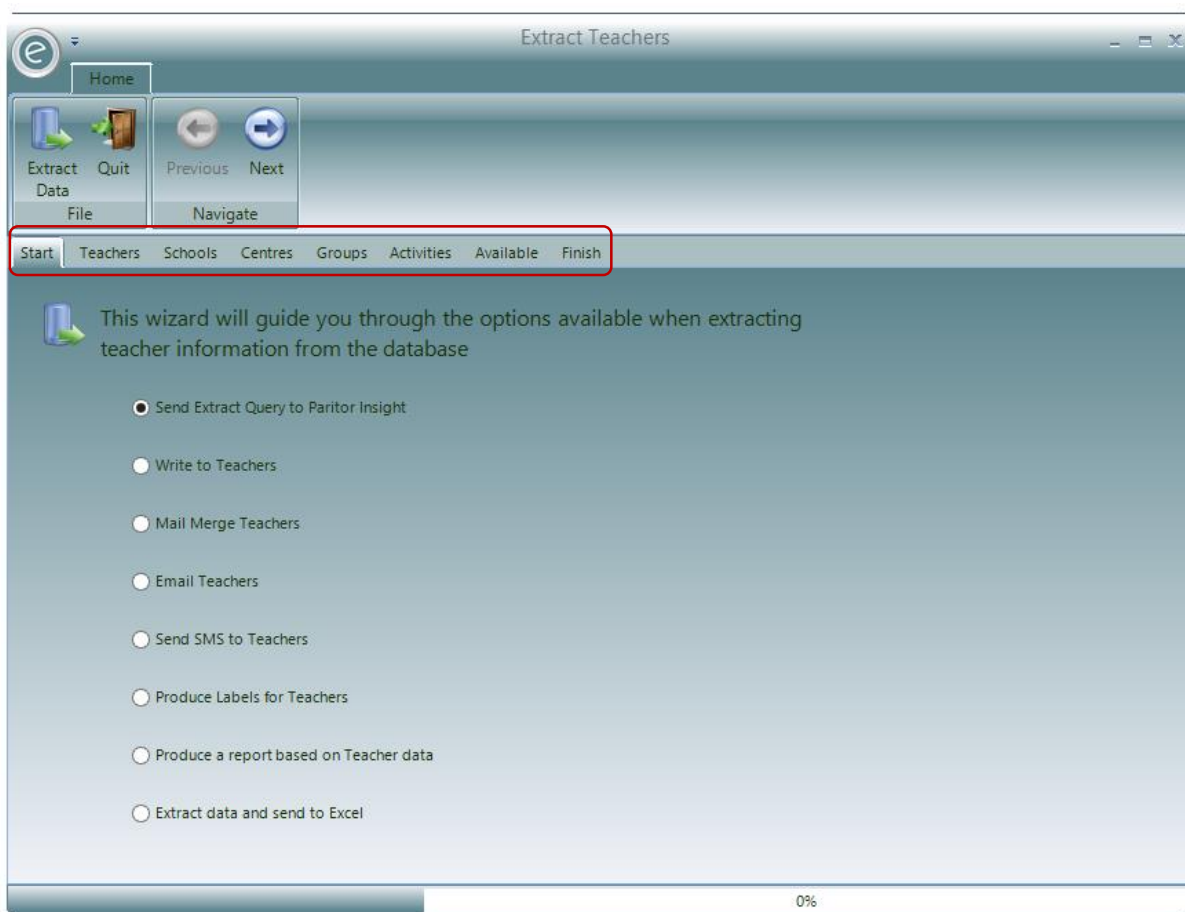 Extract Teachers
Home
Extract Data
Quit
Previous
Next
File
Navigate
Start Teachers Schools Centres Groups Activities Available Finish
This wizard will guide you through the options available when extracting
teacher information from the database
Send Extract Query to Paritor Insight
Write to Teachers
Mail Merge Teachers
Email Teachers
Send SMS to Teachers
Produce Labels for Teachers
Produce a report based on Teacher data
Extract data and send to Excel
0%